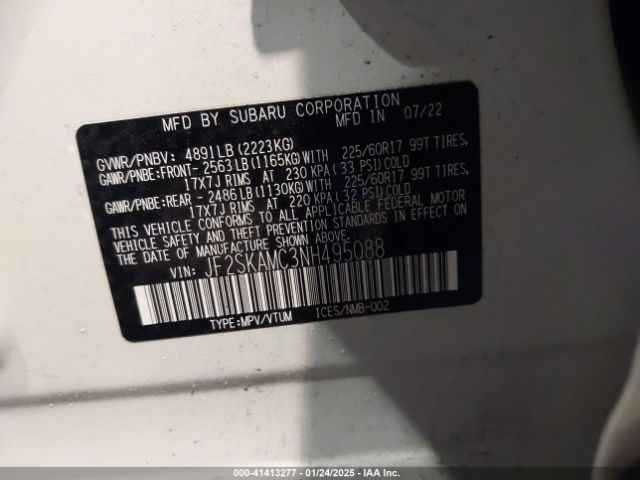 MFD BY SUBARU CORPORATION
MFD IN 07/22
GVWR/PNBV: 4891LB(2223KG)
GAWR/PNBE:FRONT- 2563LB(1165KG)WITH 225/60R17 99T TIRES,
17X7J RIMS AT 230 KPA (33 PSI) COLD
GAWR/PNBE:REAR - 2486LB(1130KG)WITH 225/60R17 99T TIRES,
17X7J RIMS AT 220 KPA (32 PSI) COLD
THIS VEHICLE CONFORMS TO ALL APPLICABLE FEDERAL MOTOR
VEHICLE SAFETY AND THEFT PREVENTION STANDARDS IN EFFECT ON
THE DATE OF MANUFACTURE SHOWN ABOVE.
VIN: JF2SKAMC3NH495088
TYPE:MPV/VTUM 1CES/NMB-002
000-41413277 - 01/24/2025 - IAA Inc.